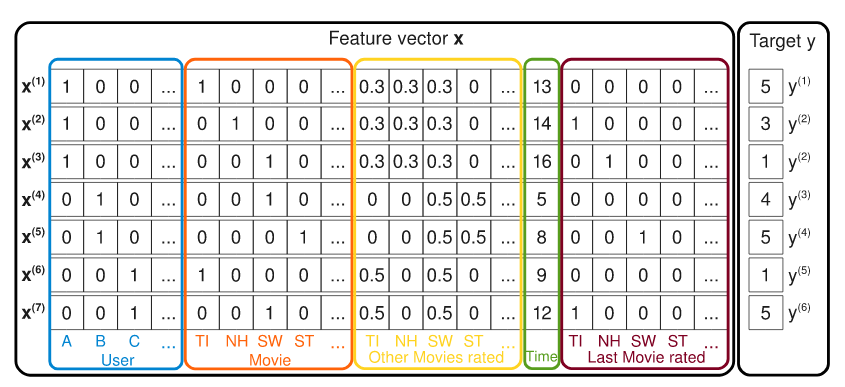 Feature vector x Target y
x(1) 1 0 0 ... 1 0 0 0 ... 0.3 0.3 0.3 0 ... 13 0 0 0 0 ... 5 y(1)
x(2) 1 0 0 ... 0 1 0 0 ... 0.3 0.3 0.3 0 ... 14 1 0 0 0 ... 3 y(2)
x(3) 1 0 0 ... 0 0 1 0 ... 0.3 0.3 0.3 0 ... 16 0 1 0 0 ... 1 y(2)
x(4) 0 1 0 ... 0 0 1 0 ... 0 0 0.5 0.5 ... 5 0 0 0 0 ... 4 y(3)
x(5) 0 1 0 ... 0 0 0 1 ... 0 0 0.5 0.5 ... 8 0 0 1 0 ... 5 y(4)
x(6) 0 0 1 ... 1 0 0 0 ... 0.5 0 0.5 0 ... 9 0 0 0 0 ... 1 y(5)
x(7) 0 0 1 ... 0 0 1 0 ... 0.5 0 0.5 0 ... 12 1 0 0 0 ... 5 y(6)
A B C ... TI NH SW ST ... TI NH SW ST ... TI NH SW ST ...
User Movie Other Movies rated Time Last Movie rated